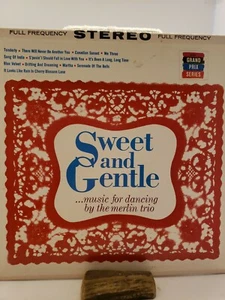 FULL FREQUENCY STEREO FULL FREQUENCY
Tenderly • There Will Never Be Another You • Canadian Sunset • Me Three
Song Of India • S'posin' I Should Fall In Love With You • It's Been A Long, Long Time
Blue Velvet • Drifting And Dreaming • Martha • Serenade Of The Bells
It Looks Like Rain In Cherry Blossom Lane
GRAND
PRIX
SERIES
Sweet
and
Gentle
...music for dancing
by the merlin trio